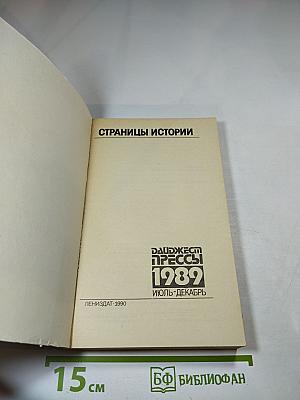 СТРАНИЦЫ ИСТОРИИ
ДАЙДЖЕСТ
ПРЕССЫ
1989
ИЮЛЬ-ДЕКАБРЬ
ЛЕНИЗДАТ·1990
15 см
БФ БИБЛИОФАН